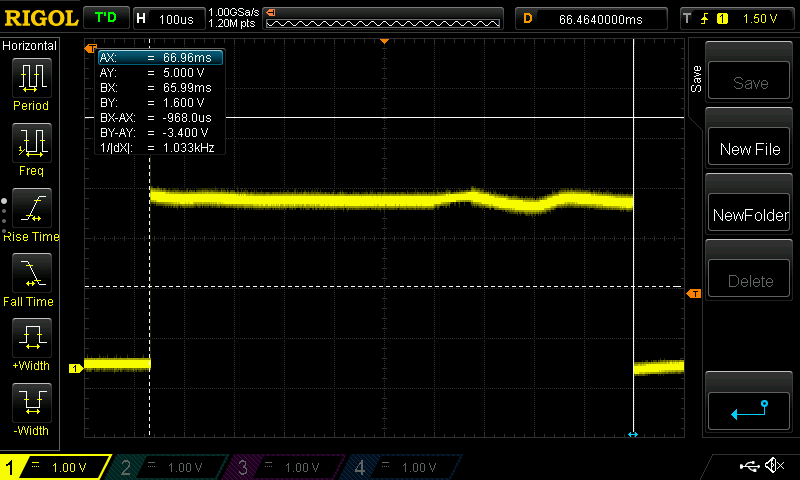 RIGOL T'D H 100us 1.00GSa/s 1.20M pts D 66.4640000ms T 1 1.50 V
Horizontal
Period
Freq
Rise Time
Fall Time
+Width
-Width
T
AX: = 66.96ms
AY: = 5.000 V
BX: = 65.99ms
BY: = 1.600 V
BX-AX: = -968.0us
BY-AY: = -3.400 V
1/|dX|: = 1.033kHz
1
T
Save
Save
New File
NewFolder
Delete
1 = 1.00 V 2 = 1.00 V 3 = 1.00 V 4 = 1.00 V